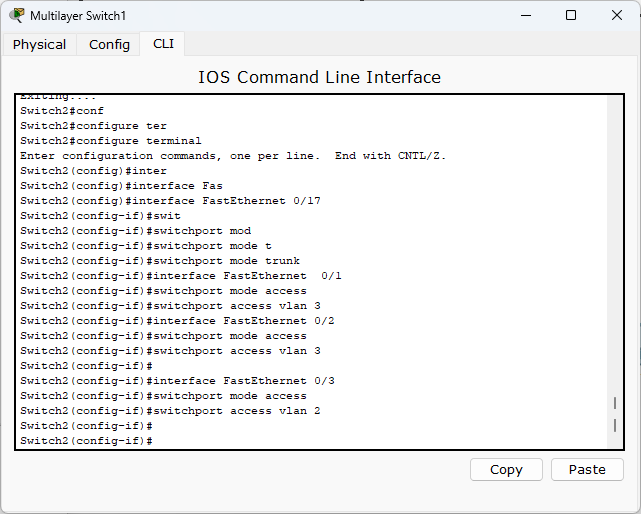 Multilayer Switch1
Physical Config CLI
IOS Command Line Interface
Exiting....
Switch2#conf
Switch2#configure ter
Switch2#configure terminal
Enter configuration commands, one per line.  End with CNTL/Z.
Switch2(config)#inter
Switch2(config)#interface Fas
Switch2(config)#interface FastEthernet 0/17
Switch2(config-if)#swit
Switch2(config-if)#switchport mod
Switch2(config-if)#switchport mode t
Switch2(config-if)#switchport mode trunk
Switch2(config-if)#interface FastEthernet  0/1
Switch2(config-if)#switchport mode access
Switch2(config-if)#switchport access vlan 3
Switch2(config-if)#interface FastEthernet 0/2
Switch2(config-if)#switchport mode access
Switch2(config-if)#switchport access vlan 3
Switch2(config-if)#
Switch2(config-if)#interface FastEthernet 0/3
Switch2(config-if)#switchport mode access
Switch2(config-if)#switchport access vlan 2
Switch2(config-if)#
Switch2(config-if)#
Copy Paste